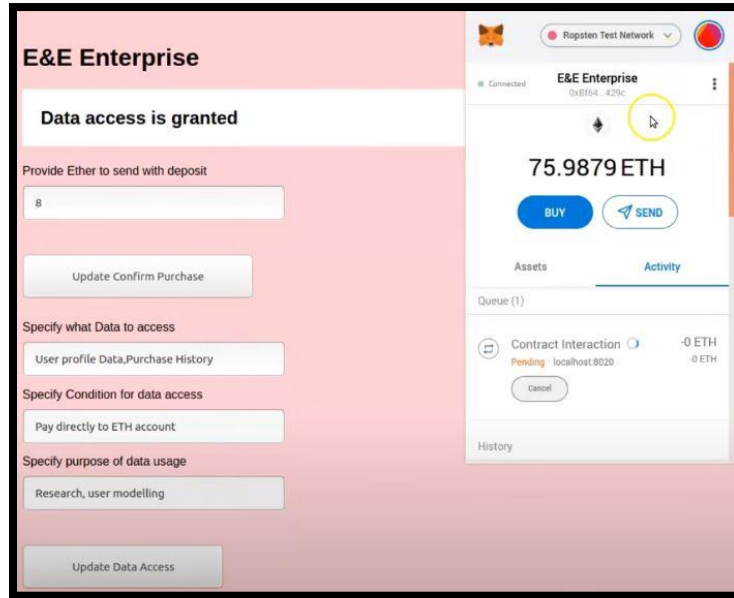 E&E Enterprise
Data access is granted
Provide Ether to send with deposit
8
Update Confirm Purchase
Specify what Data to access
User profile Data,Purchase History
Specify Condition for data access
Pay directly to ETH account
Specify purpose of data usage
Research, user modelling
Update Data Access
Ropsten Test Network
Connected
E&E Enterprise
0xBf64...429c
75.9879 ETH
BUY
SEND
Assets
Activity
Queue (1)
Contract Interaction
-0 ETH
Pending · localhost:8020
-0 ETH
Cancel
History